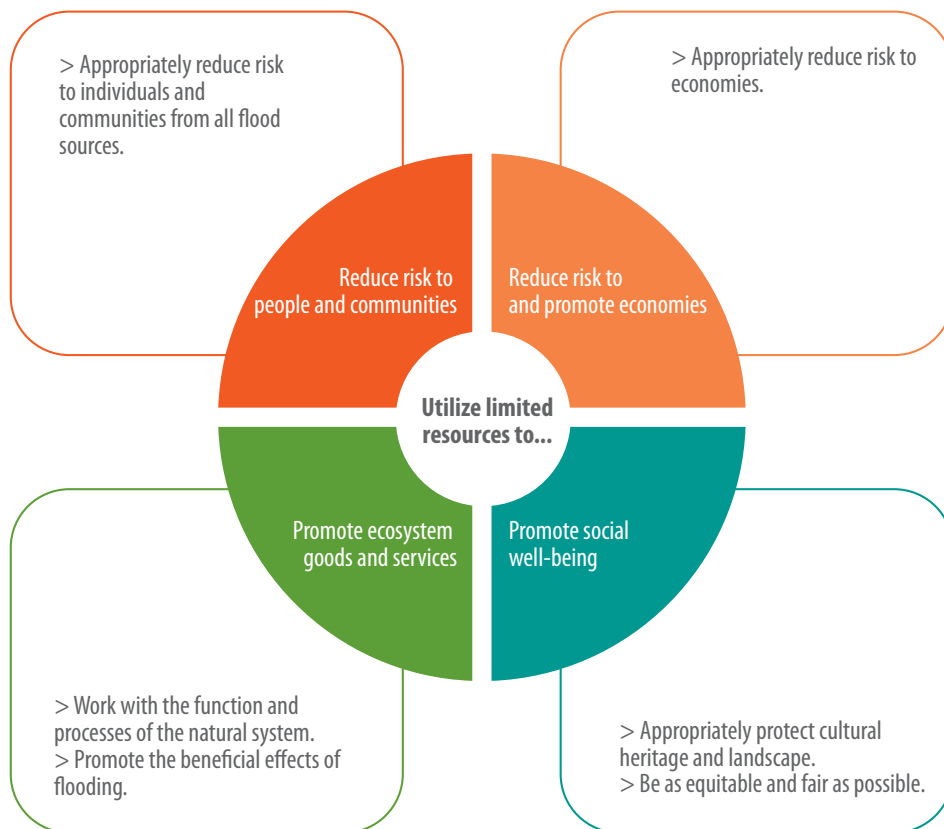 > Appropriately reduce risk
to individuals and
communities from all flood
sources.
> Appropriately reduce risk to
economies.
Reduce risk to
people and communities
Reduce risk to
and promote economies
Utilize limited
resources to...
Promote ecosystem
goods and services
Promote social
well-being
> Work with the function and
processes of the natural system.
> Promote the beneficial effects of
flooding.
> Appropriately protect cultural
heritage and landscape.
> Be as equitable and fair as possible.